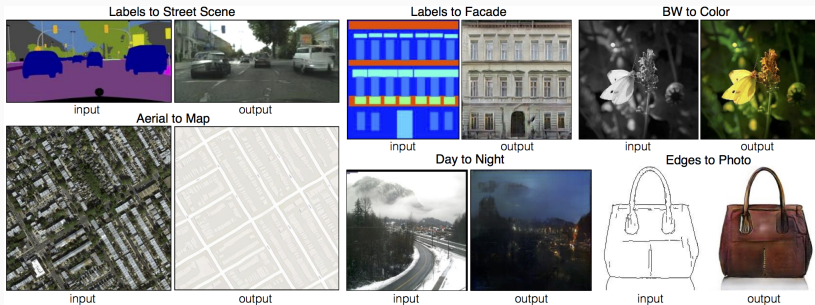 Labels to Street Scene
input
output
Aerial to Map
input
output
Labels to Facade
input
output
BW to Color
input
output
Day to Night
input
output
Edges to Photo
input
output